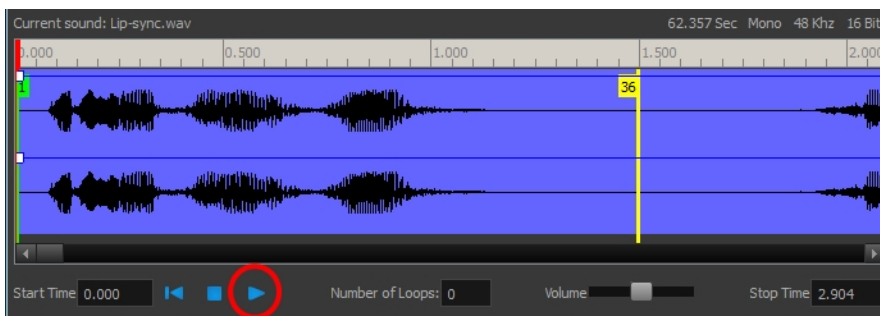 Current sound: Lip-sync.wav 62.357 Sec Mono 48 Khz 16 Bit
0.000 0.500 1.000 1.500 2.000
1 36
Start Time 0.000 Number of Loops: 0 Volume Stop Time 2.904